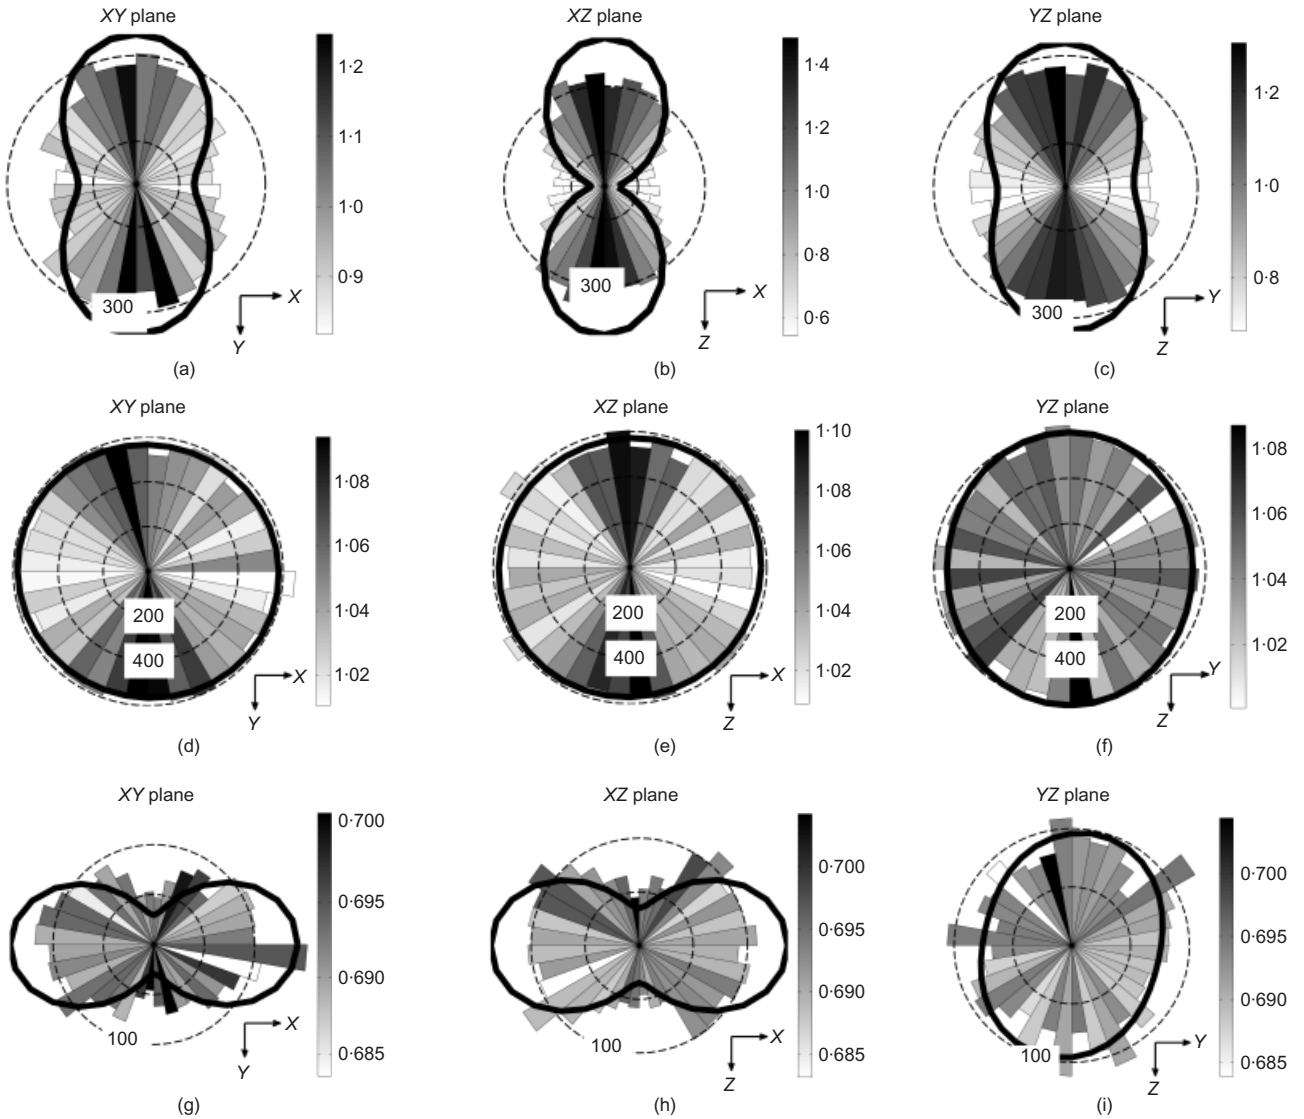 XY plane
XZ plane
YZ plane
1·2
1·1
1·0
0·9
300
X
Y
(a)
1·4
1·2
1·0
0·8
0·6
300
X
Z
(b)
1·2
1·0
0·8
300
Y
Z
(c)
XY plane
XZ plane
YZ plane
1·08
1·06
1·04
1·02
200
400
X
Y
(d)
1·10
1·08
1·06
1·04
1·02
200
400
X
Z
(e)
1·08
1·06
1·04
1·02
200
400
Y
Z
(f)
XY plane
XZ plane
YZ plane
0·700
0·695
0·690
0·685
100
X
Y
(g)
0·700
0·695
0·690
0·685
100
X
Z
(h)
0·700
0·695
0·690
0·685
100
Y
Z
(i)